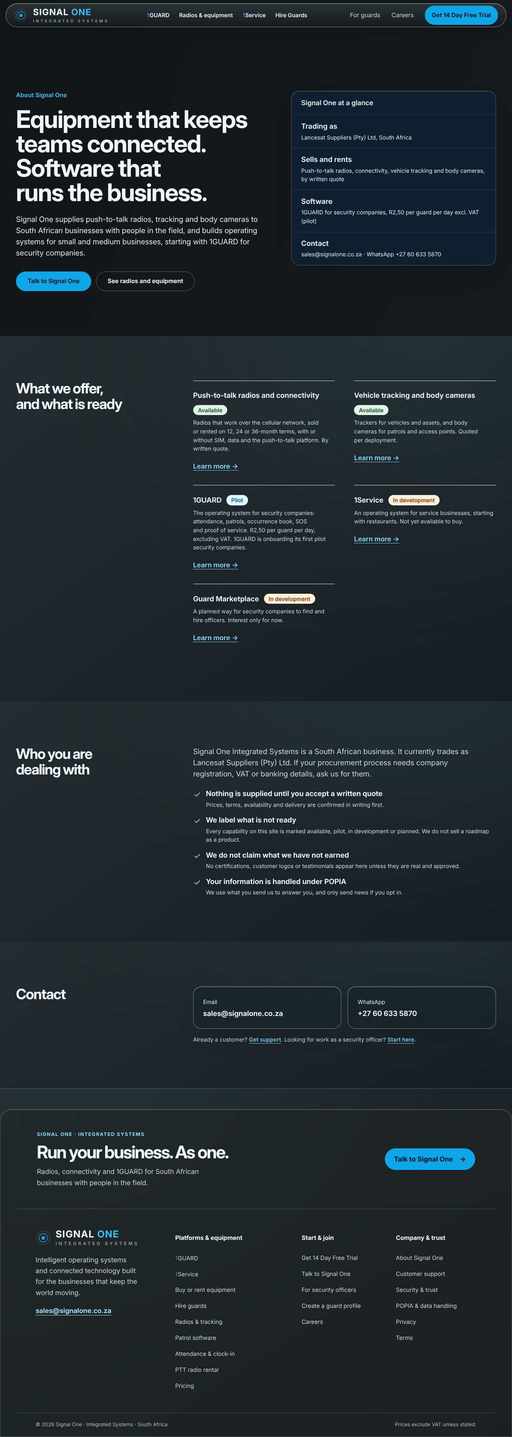 SIGNAL ONE
INTEGRATED SYSTEMS
1GUARD
Radios & equipment
1Service
Hire Guards
For guards
Careers
Get 14 Day Free Trial
About Signal One
Equipment that keeps
teams connected.
Software that
runs the business.
Signal One supplies push-to-talk radios, tracking and body cameras to
South African businesses with people in the field, and builds operating
systems for small and medium businesses, starting with 1GUARD for
security companies.
Talk to Signal One
See radios and equipment
Signal One at a glance
Trading as
Lancesat Suppliers (Pty) Ltd, South Africa
Sells and rents
Push-to-talk radios, connectivity, vehicle tracking and body cameras,
by written quote
Software
1GUARD for security companies, R2,50 per guard per day excl. VAT
(pilot)
Contact
sales@signalone.co.za · WhatsApp +27 60 633 5870
What we offer,
and what is ready
Push-to-talk radios and connectivity
Available
Radios that work over the cellular network, sold
or rented on 12, 24 or 36-month terms, with or
without SIM, data and the push-to-talk platform. By
written quote.
Learn more →
Vehicle tracking and body cameras
Available
Trackers for vehicles and assets, and body
cameras for patrols and access points. Quoted
per deployment.
Learn more →
1GUARD Pilot
The operating system for security companies:
attendance, patrols, occurrence book, SOS
and proof of service. R2,50 per guard per day,
excluding VAT. 1GUARD is onboarding its first pilot
security companies.
Learn more →
1Service In development
An operating system for service businesses, starting
with restaurants. Not yet available to buy.
Learn more →
Guard Marketplace In development
A planned way for security companies to find and
hire officers. Interest only for now.
Learn more →
Who you are
dealing with
Signal One Integrated Systems is a South African business. It currently trades as
Lancesat Suppliers (Pty) Ltd. If your procurement process needs company
registration, VAT or banking details, ask us for them.
Nothing is supplied until you accept a written quote
Prices, terms, availability and delivery are confirmed in writing first.
We label what is not ready
Every capability on this site is marked available, pilot, in development or planned. We do not sell a roadmap
as a product.
We do not claim what we have not earned
No certifications, customer logos or testimonials appear here unless they are real and approved.
Your information is handled under POPIA
We use what you send us to answer you, and only send news if you opt in.
Contact
Email
sales@signalone.co.za
WhatsApp
+27 60 633 5870
Already a customer? Get support. Looking for work as a security officer? Start here.
SIGNAL ONE · INTEGRATED SYSTEMS
Run your business. As one.
Radios, connectivity and 1GUARD for South African
businesses with people in the field.
Talk to Signal One →
SIGNAL ONE
INTEGRATED SYSTEMS
Intelligent operating systems
and connected technology built
for the businesses that keep the
world moving.
sales@signalone.co.za
Platforms & equipment
1GUARD
1Service
Buy or rent equipment
Hire guards
Radios & tracking
Patrol software
Attendance & clock-in
PTT radio rental
Pricing
Start & join
Get 14 Day Free Trial
Talk to Signal One
For security officers
Create a guard profile
Careers
Company & trust
About Signal One
Customer support
Security & trust
POPIA & data handling
Privacy
Terms
© 2026 Signal One · Integrated Systems · South Africa
Prices exclude VAT unless stated